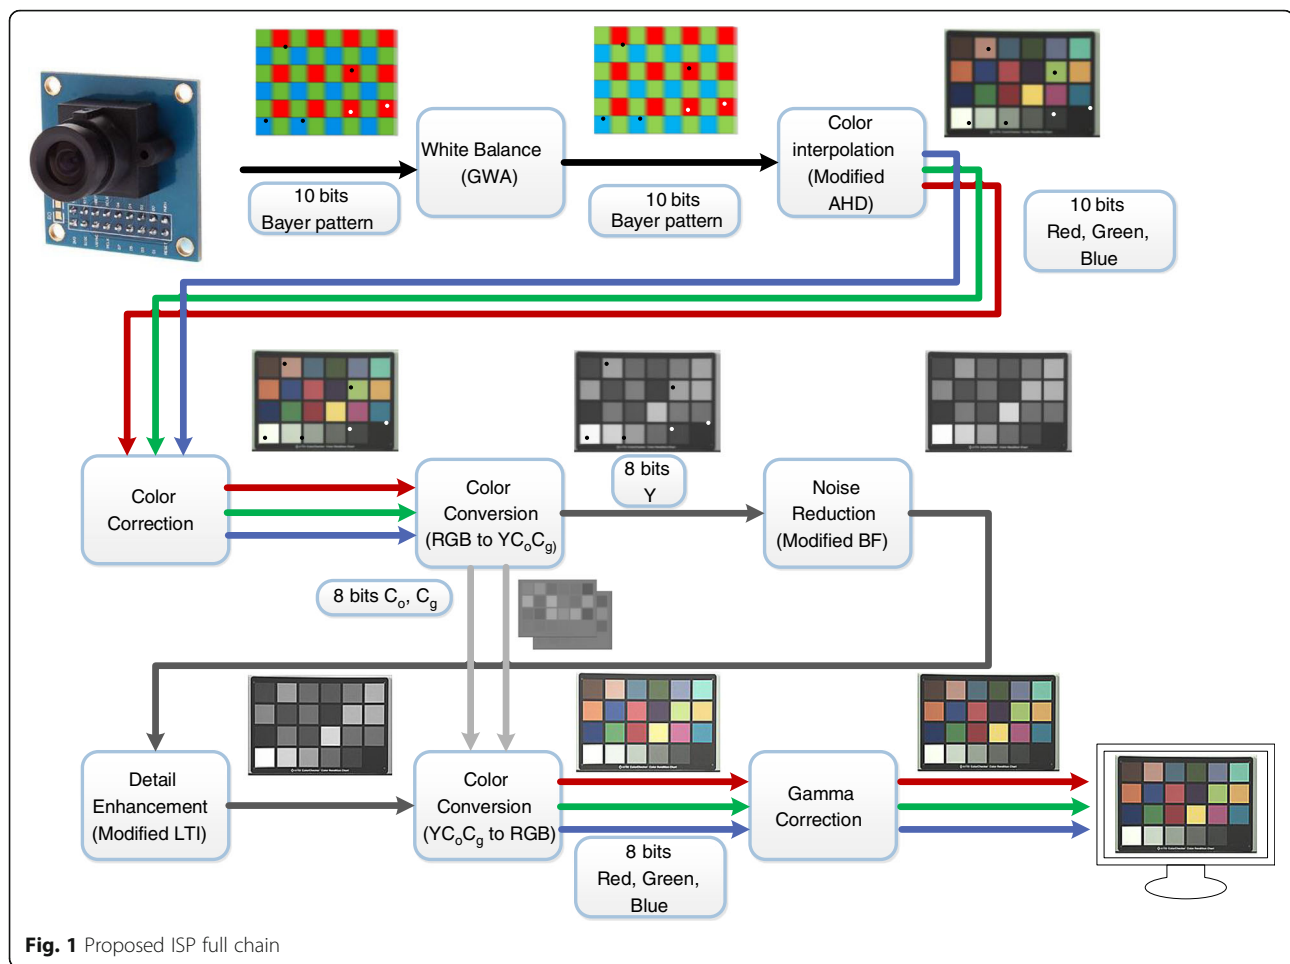 White Balance
(GWA)
10 bits
Bayer pattern
10 bits
Bayer pattern
Color
interpolation
(Modified
AHD)
10 bits
Red, Green,
Blue
Color
Correction
Color
Conversion
(RGB to YCoCg)
8 bits
Y
Noise
Reduction
(Modified BF)
8 bits Co, Cg
Detail
Enhancement
(Modified LTI)
Color
Conversion
(YCoCg to RGB)
8 bits
Red, Green,
Blue
Gamma
Correction
Fig. 1 Proposed ISP full chain